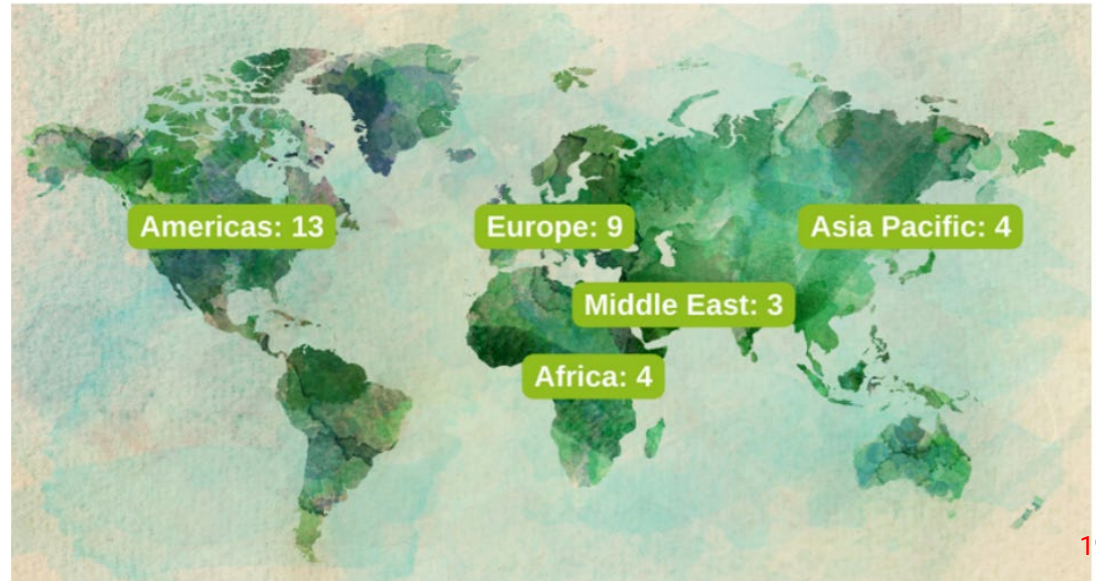 Americas: 13
Europe: 9
Asia Pacific: 4
Middle East: 3
Africa: 4